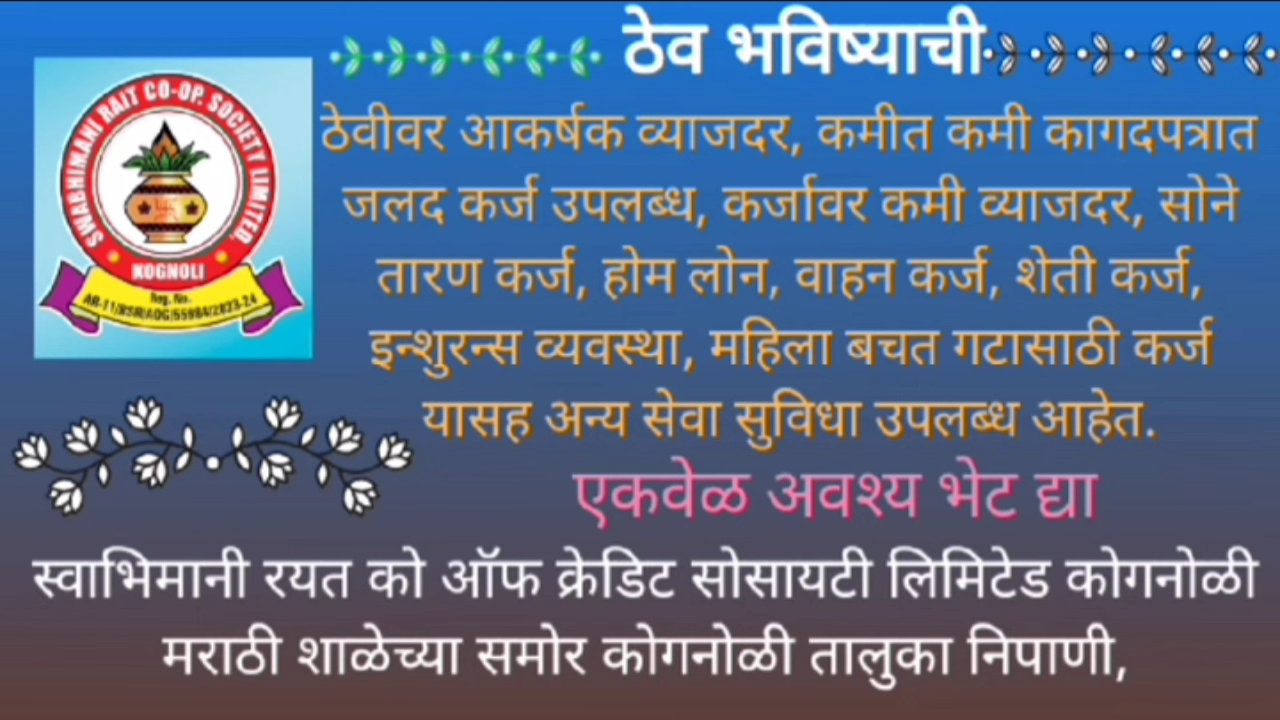 ठेव भविष्याची
ठेवीवर आकर्षक व्याजदर, कमीत कमी कागदपत्रात
जलद कर्ज उपलब्ध, कर्जावर कमी व्याजदर, सोने
तारण कर्ज, होम लोन, वाहन कर्ज, शेती कर्ज,
इन्शुरन्स व्यवस्था, महिला बचत गटासाठी कर्ज
यासह अन्य सेवा सुविधा उपलब्ध आहेत.
एकवेळ अवश्य भेट द्या
SWABHIMANI RAIT CO-OP. SOCIETY LIMITED.
KOGNOLI
Reg. No.
स्वाभिमानी रयत को ऑफ क्रेडिट सोसायटी लिमिटेड कोगनोळी
मराठी शाळेच्या समोर कोगनोळी तालुका निपाणी,